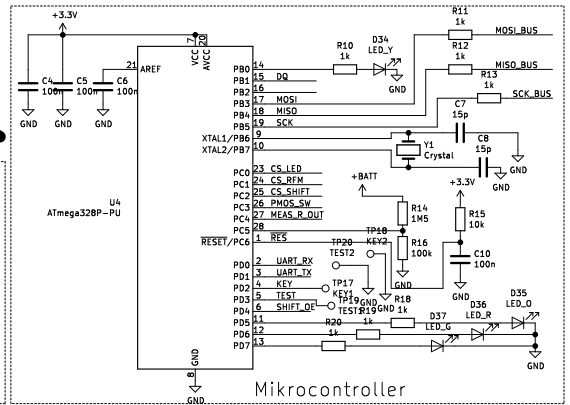 +3.3V
C4
100n
C5
100n
C6
100n
GND
GND
GND
21
AREF
7
VCC
20
AVCC
U4
ATmega328P-PU
8
GND
GND
PB0
14
PB1
15
DQ
PB2
16
PB3
17
MOSI
PB4
18
MISO
PB5
19
SCK
XTAL1/PB6
9
XTAL2/PB7
10
PC0
23
CS_LED
PC1
24
CS_RFM
PC2
25
CS_SHIFT
PC3
26
PMOS_SW
PC4
27
MEAS_R_OUT
PC5
28
RESET/PC6
1
RES
PD0
2
UART_RX
PD1
3
UART_TX
PD2
4
KEY
PD3
5
TEST
PD4
6
SHIFT_OE
PD5
11
PD6
12
PD7
13
R10
1k
D34
LED_Y
GND
R11
1k
MOSI_BUS
R12
1k
MISO_BUS
R13
1k
SCK_BUS
C7
15p
GND
C8
15p
GND
Y1
Crystal
+BATT
R14
1M5
R16
100k
GND
+3.3V
R15
10k
C10
100n
GND
TP18
KEY2
TP20
TEST2
GND
GND
TP17
KEY1
TP19
TEST1
R18
1k
R19
1k
R20
1k
D35
LED_O
D36
LED_R
D37
LED_G
GND
Mikrocontroller